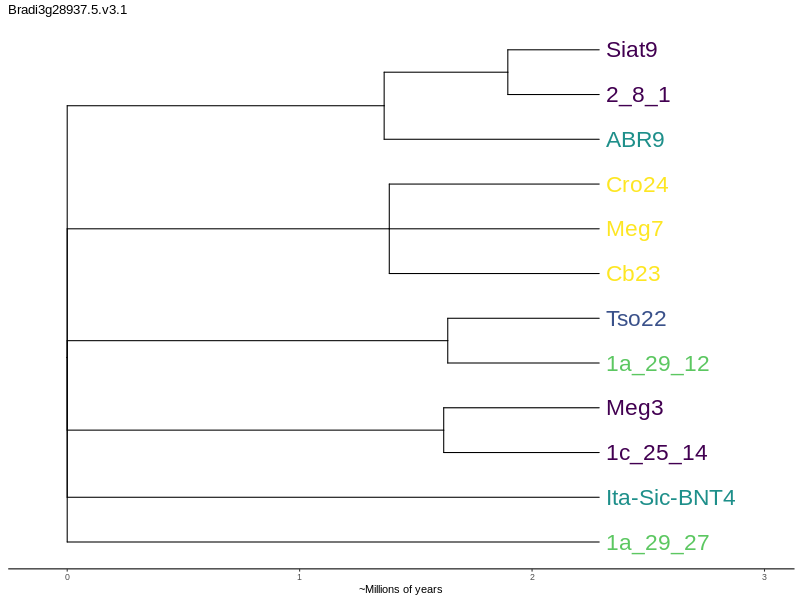 Bradi3g28937.5.v3.1
Siat9
2_8_1
ABR9
Cro24
Meg7
Cb23
Tso22
1a_29_12
Meg3
1c_25_14
Ita-Sic-BNT4
1a_29_27
0 1 2 3
~Millions of years